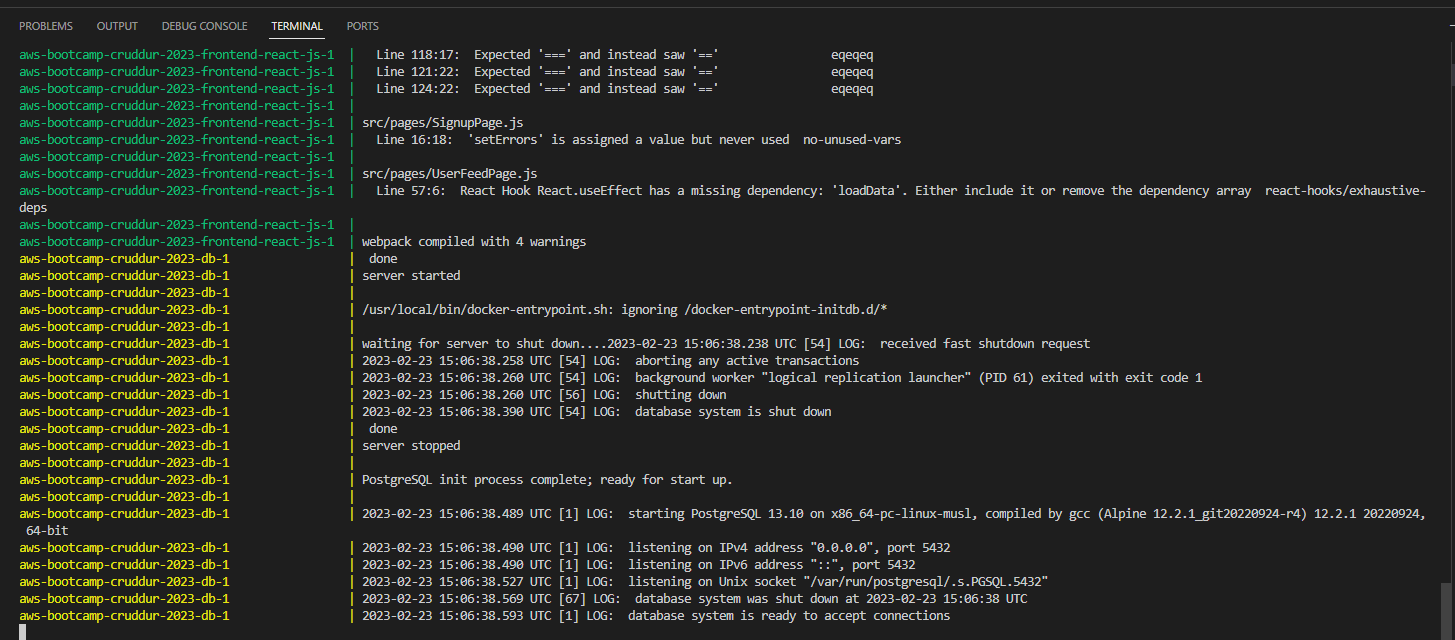 PROBLEMS OUTPUT DEBUG CONSOLE TERMINAL PORTS
aws-bootcamp-cruddur-2023-frontend-react-js-1 | Line 118:17: Expected '===' and instead saw '==' eqeqeq
aws-bootcamp-cruddur-2023-frontend-react-js-1 | Line 121:22: Expected '===' and instead saw '==' eqeqeq
aws-bootcamp-cruddur-2023-frontend-react-js-1 | Line 124:22: Expected '===' and instead saw '==' eqeqeq
aws-bootcamp-cruddur-2023-frontend-react-js-1 |
aws-bootcamp-cruddur-2023-frontend-react-js-1 | src/pages/SignupPage.js
aws-bootcamp-cruddur-2023-frontend-react-js-1 | Line 16:18: 'setErrors' is assigned a value but never used no-unused-vars
aws-bootcamp-cruddur-2023-frontend-react-js-1 |
aws-bootcamp-cruddur-2023-frontend-react-js-1 | src/pages/UserFeedPage.js
aws-bootcamp-cruddur-2023-frontend-react-js-1 | Line 57:6: React Hook React.useEffect has a missing dependency: 'loadData'. Either include it or remove the dependency array react-hooks/exhaustive-
deps
aws-bootcamp-cruddur-2023-frontend-react-js-1 |
aws-bootcamp-cruddur-2023-frontend-react-js-1 | webpack compiled with 4 warnings
aws-bootcamp-cruddur-2023-db-1 | done
aws-bootcamp-cruddur-2023-db-1 | server started
aws-bootcamp-cruddur-2023-db-1 |
aws-bootcamp-cruddur-2023-db-1 | /usr/local/bin/docker-entrypoint.sh: ignoring /docker-entrypoint-initdb.d/*
aws-bootcamp-cruddur-2023-db-1 |
aws-bootcamp-cruddur-2023-db-1 | waiting for server to shut down....2023-02-23 15:06:38.238 UTC [54] LOG: received fast shutdown request
aws-bootcamp-cruddur-2023-db-1 | 2023-02-23 15:06:38.258 UTC [54] LOG: aborting any active transactions
aws-bootcamp-cruddur-2023-db-1 | 2023-02-23 15:06:38.260 UTC [54] LOG: background worker "logical replication launcher" (PID 61) exited with exit code 1
aws-bootcamp-cruddur-2023-db-1 | 2023-02-23 15:06:38.260 UTC [56] LOG: shutting down
aws-bootcamp-cruddur-2023-db-1 | 2023-02-23 15:06:38.390 UTC [54] LOG: database system is shut down
aws-bootcamp-cruddur-2023-db-1 | done
aws-bootcamp-cruddur-2023-db-1 | server stopped
aws-bootcamp-cruddur-2023-db-1 |
aws-bootcamp-cruddur-2023-db-1 | PostgreSQL init process complete; ready for start up.
aws-bootcamp-cruddur-2023-db-1 |
aws-bootcamp-cruddur-2023-db-1 | 2023-02-23 15:06:38.489 UTC [1] LOG: starting PostgreSQL 13.10 on x86_64-pc-linux-musl, compiled by gcc (Alpine 12.2.1_git20220924-r4) 12.2.1 20220924,
64-bit
aws-bootcamp-cruddur-2023-db-1 | 2023-02-23 15:06:38.490 UTC [1] LOG: listening on IPv4 address "0.0.0.0", port 5432
aws-bootcamp-cruddur-2023-db-1 | 2023-02-23 15:06:38.490 UTC [1] LOG: listening on IPv6 address "::", port 5432
aws-bootcamp-cruddur-2023-db-1 | 2023-02-23 15:06:38.527 UTC [1] LOG: listening on Unix socket "/var/run/postgresql/.s.PGSQL.5432"
aws-bootcamp-cruddur-2023-db-1 | 2023-02-23 15:06:38.569 UTC [67] LOG: database system was shut down at 2023-02-23 15:06:38 UTC
aws-bootcamp-cruddur-2023-db-1 | 2023-02-23 15:06:38.593 UTC [1] LOG: database system is ready to accept connections